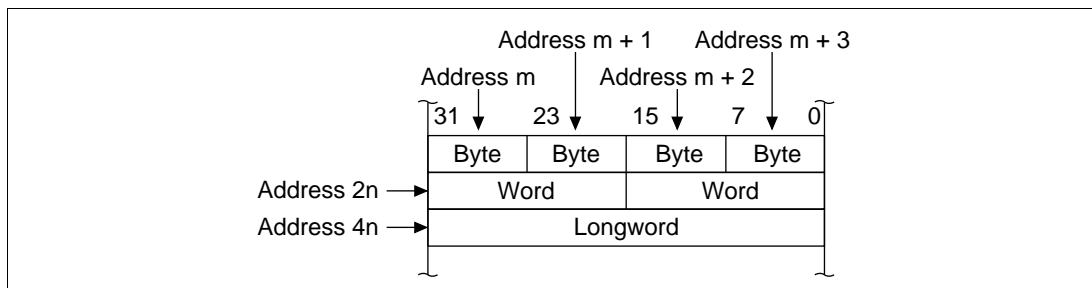 Address m + 1 Address m + 3
Address m Address m + 2
31 23 15 7 0
Byte Byte Byte Byte
Address 2n Word Word
Address 4n Longword